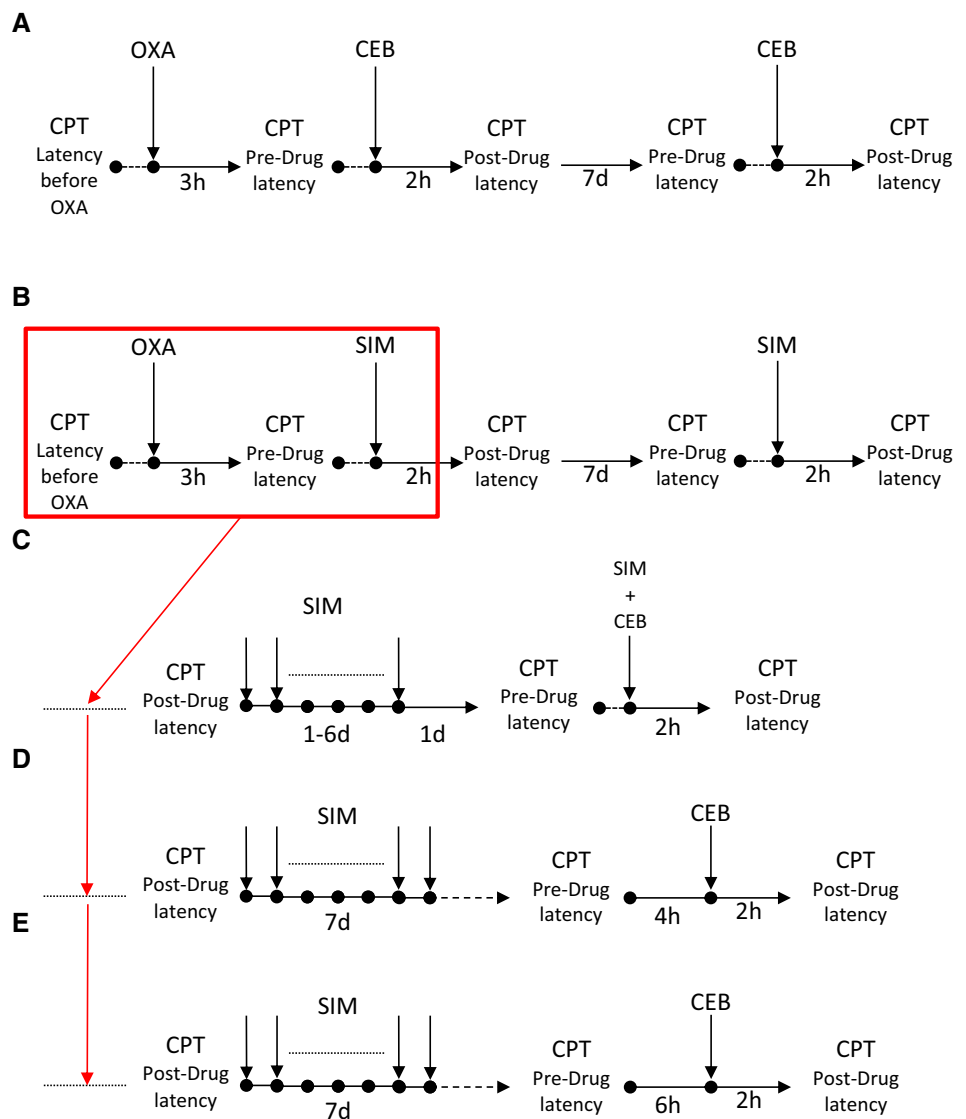 A
OXA
CEB
CEB
CPT
Latency
before
OXA
3h
CPT
Pre-Drug
latency
2h
CPT
Post-Drug
latency
7d
CPT
Pre-Drug
latency
2h
CPT
Post-Drug
latency
B
OXA
SIM
SIM
CPT
Latency
before
OXA
3h
CPT
Pre-Drug
latency
2h
CPT
Post-Drug
latency
7d
CPT
Pre-Drug
latency
2h
CPT
Post-Drug
latency
C
SIM
SIM
+
CEB
CPT
Post-Drug
latency
1-6d
1d
CPT
Pre-Drug
latency
2h
CPT
Post-Drug
latency
D
SIM
CEB
CPT
Post-Drug
latency
7d
CPT
Pre-Drug
latency
4h
2h
CPT
Post-Drug
latency
E
SIM
CEB
CPT
Post-Drug
latency
7d
CPT
Pre-Drug
latency
6h
2h
CPT
Post-Drug
latency